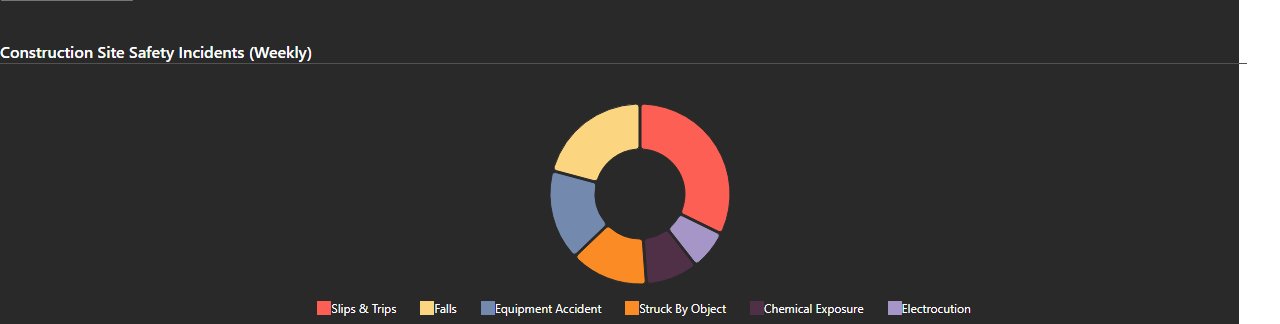 Construction Site Safety Incidents (Weekly)
Slips & Trips Falls Equipment Accident Struck By Object Chemical Exposure Electrocution